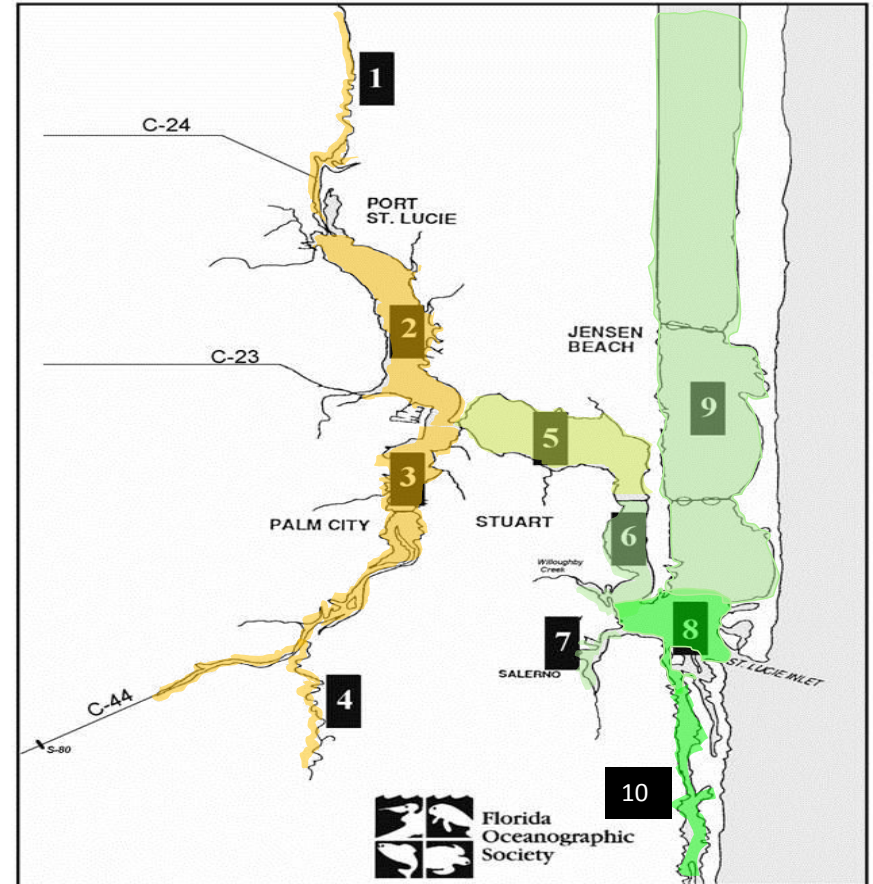 1
C-24
PORT
ST. LUCIE
2
JENSEN
BEACH
C-23
9
5
3
PALM CITY
STUART
6
Willoughby
Creek
7
8
SALERNO
ST. LUCIE INLET
4
C-44
S-80
10
Florida
Oceanographic
Society